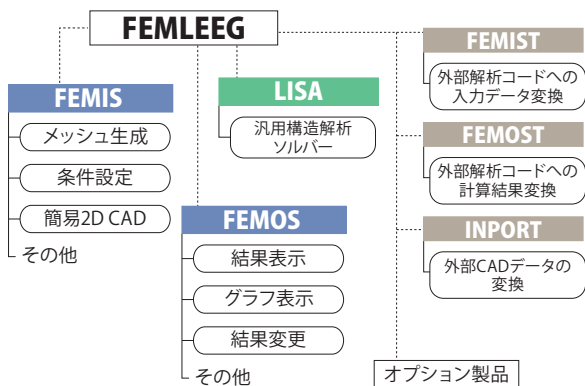 FEMLEEG
FEMIS
メッシュ生成
条件設定
簡易2D CAD
その他
LISA
汎用構造解析
ソルバー
FEMOS
結果表示
グラフ表示
結果変更
その他
FEMIST
外部解析コードへの
入力データ変換
FEMOST
外部解析コードへの
計算結果変換
INPORT
外部CADデータの
変換
オプション製品